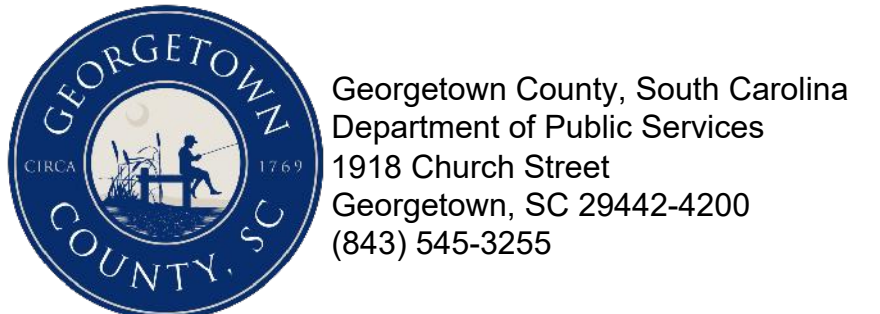 GEORGETOWN
CIRCA 1769
COUNTY, SC
Georgetown County, South Carolina
Department of Public Services
1918 Church Street
Georgetown, SC 29442-4200
(843) 545-3255